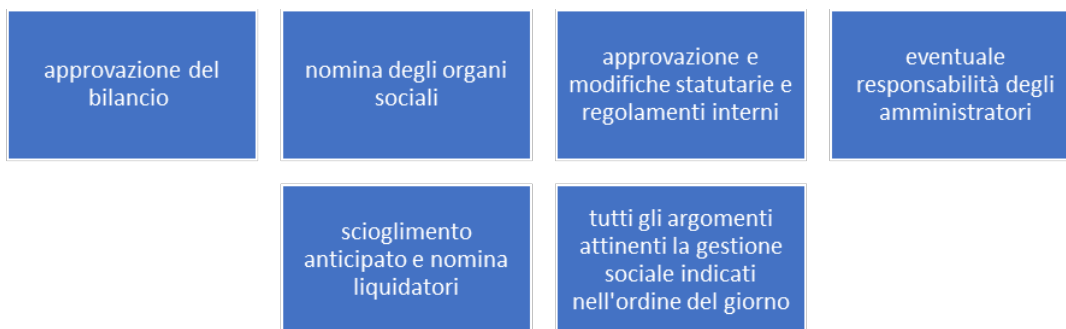 approvazione del
bilancio
nomina degli organi
sociali
approvazione e
modifiche statutarie e
regolamenti interni
eventuale
responsabilità degli
amministratori
scioglimento
anticipato e nomina
liquidatori
tutti gli argomenti
attinenti la gestione
sociale indicati
nell'ordine del giorno